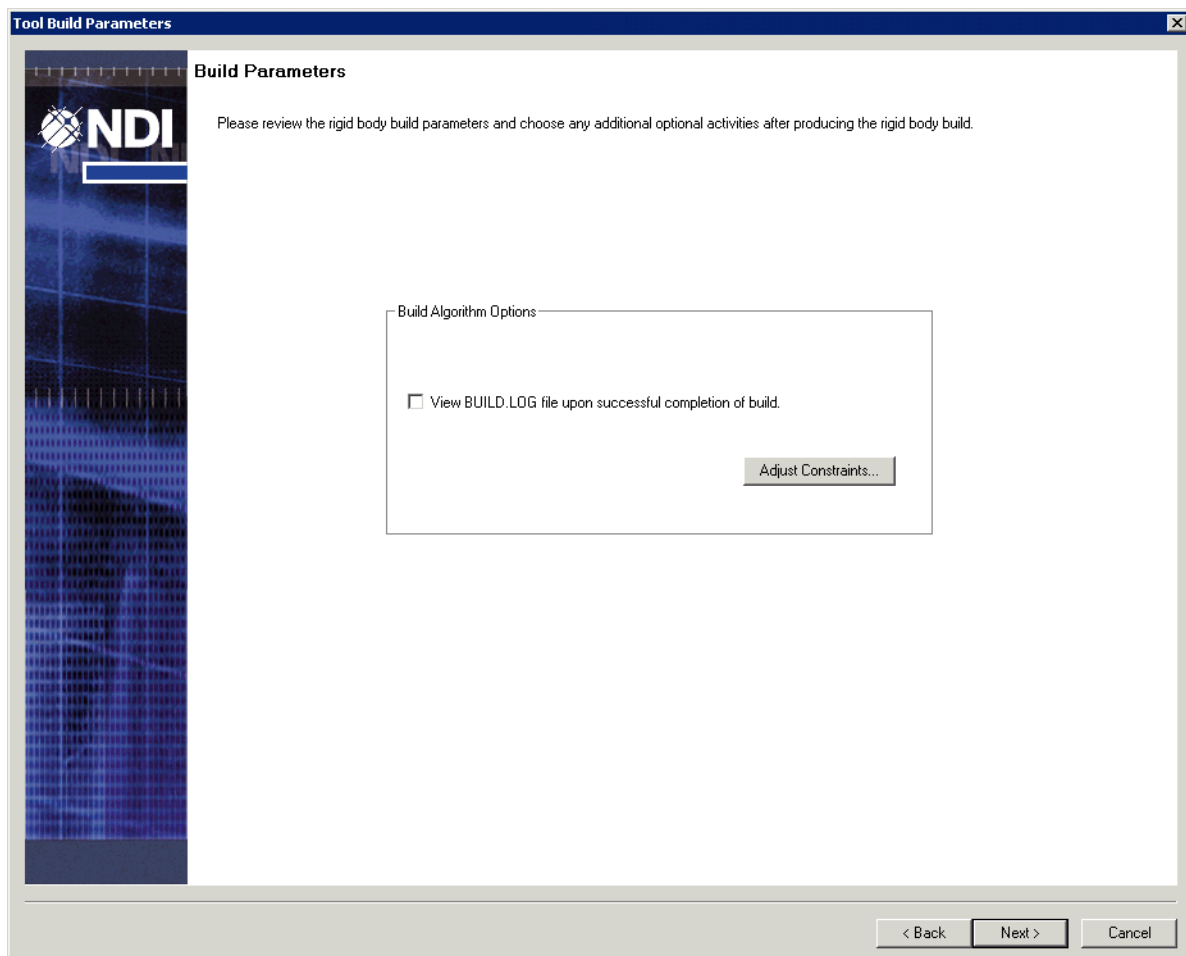 Tool Build Parameters
Build Parameters
NDI
Please review the rigid body build parameters and choose any additional optional activities after producing the rigid body build.
Build Algorithm Options
View BUILD.LOG file upon successful completion of build.
Adjust Constraints...
< Back
Next >
Cancel